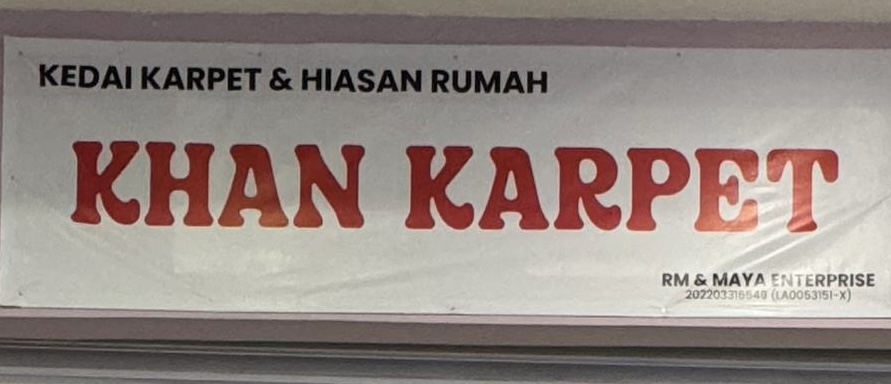 KEDAI KARPET & HIASAN RUMAH
KHAN KARPET
RM & MAYA ENTERPRISE
202203316549 (LA0053151-X)